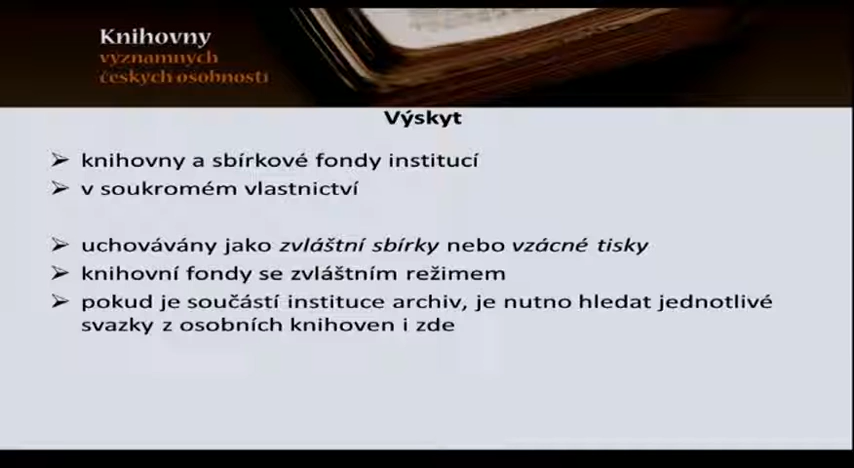 Knihovny
významných
českých osobností
Výskyt
knihovny a sbírkové fondy institucí
v soukromém vlastnictví
uchovávány jako zvláštní sbírky nebo vzácné tisky
knihovní fondy se zvláštním režimem
pokud je součástí instituce archiv, je nutno hledat jednotlivé
svazky z osobních knihoven i zde